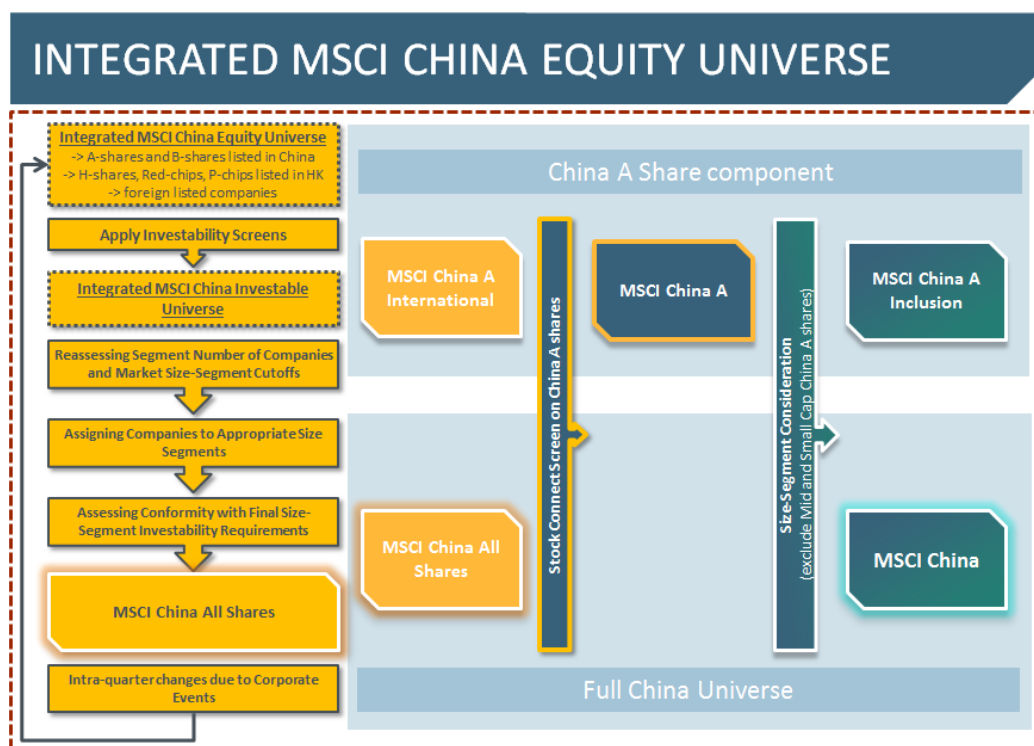 INTEGRATED MSCI CHINA EQUITY UNIVERSE
Integrated MSCI China Equity Universe
-> A-shares and B-shares listed in China
-> H-shares, Red-chips, P-chips listed in HK
-> foreign listed companies
Apply Investability Screens
Integrated MSCI China Investable
Universe
Reassessing Segment Number of Companies
and Market Size-Segment Cutoffs
Assigning Companies to Appropriate Size
Segments
Assessing Conformity with Final Size-
Segment Investability Requirements
MSCI China All Shares
Intra-quarter changes due to Corporate
Events
China A Share component
MSCI China A
International
Stock Connect Screen on China A shares
MSCI China A
Size-Segment Consideration
(exclude Mid and Small Cap China A shares)
MSCI China A
Inclusion
MSCI China All
Shares
MSCI China
Full China Universe